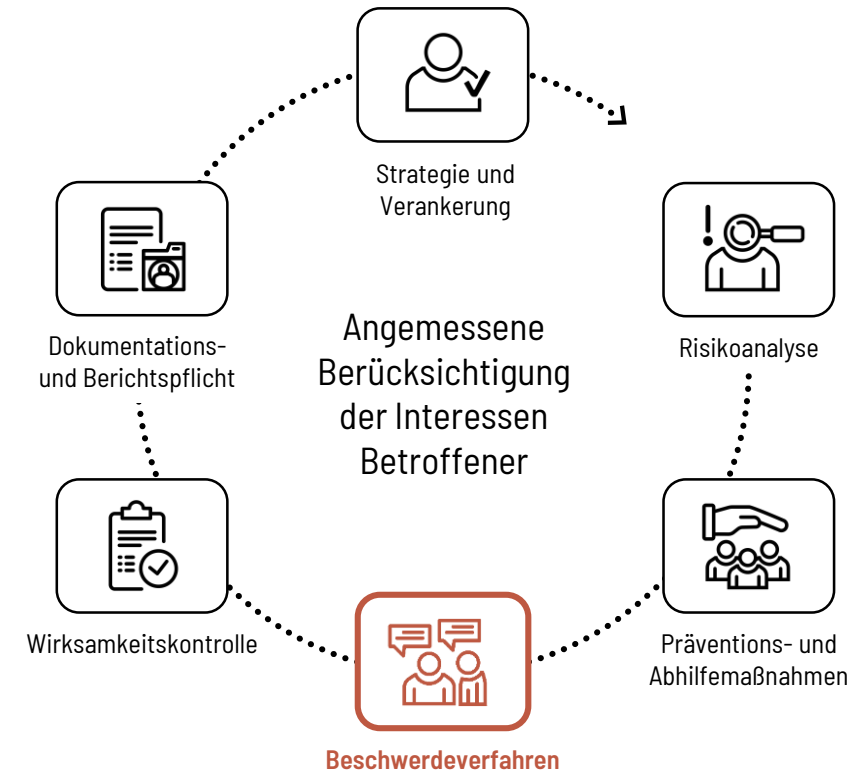 Strategie und
Verankerung
Risikoanalyse
Präventions- und
Abhilfemaßnahmen
Beschwerdeverfahren
Wirksamkeitskontrolle
Dokumentations-
und Berichtspflicht
Angemessene
Berücksichtigung
der Interessen
Betroffener